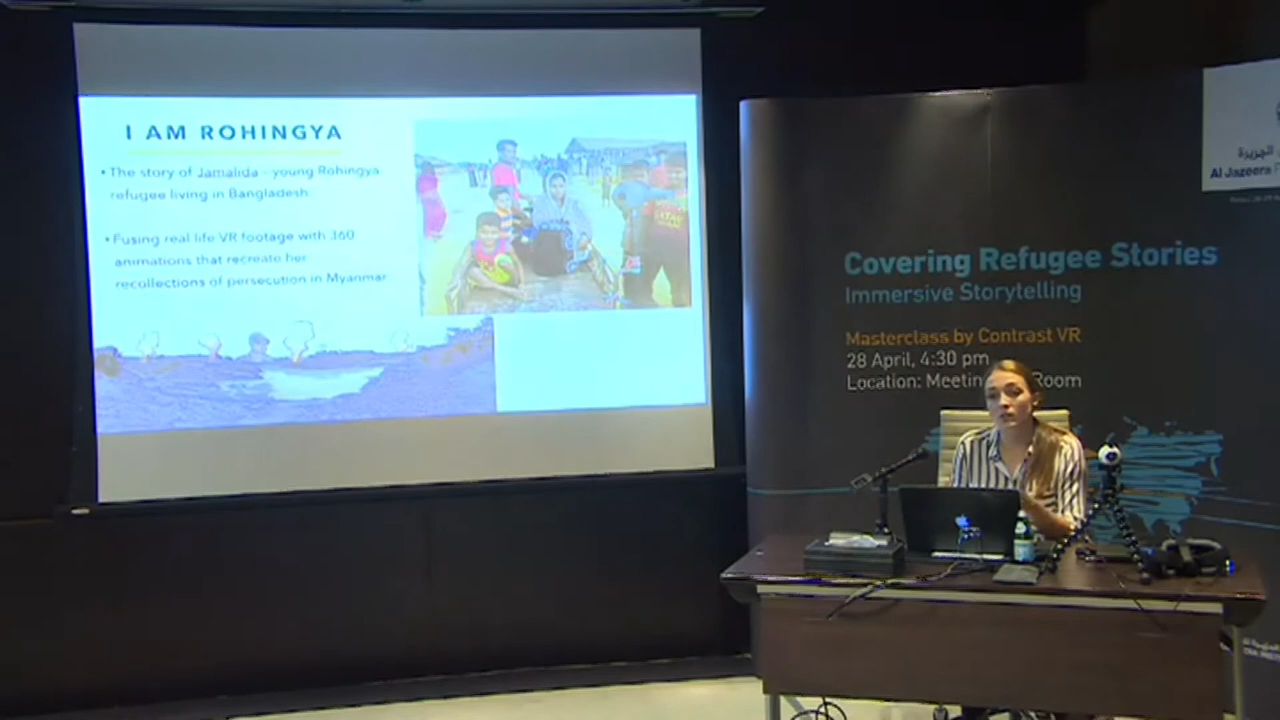 I AM ROHINGYA
• The story of Jamalida - young Rohingya
refugee living in Bangladesh.
• Fusing real life VR footage with 360
animations that recreate her
recollections of persecution in Myanmar
الجزيرة
Al Jazeera
Covering Refugee Stories
Immersive Storytelling
Masterclass by Contrast VR
28 April, 4:30 pm
Location: Room